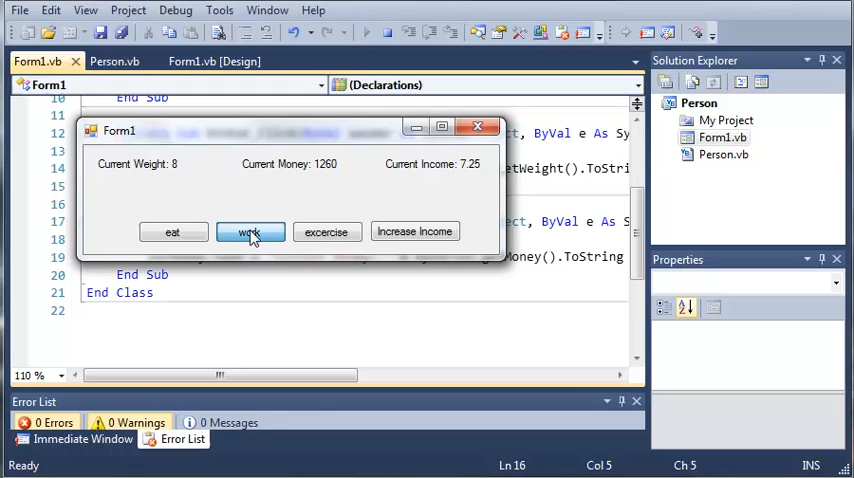 File Edit View Project Debug Tools Window Help
Form1.vb Person.vb Form1.vb [Design]
Form1 (Declarations)
10 End Sub
12 ect, ByVal e As Sy
13
14 etWeight().ToStrin
15
16
17 ect, ByVal e As Sy
18
19 Money().ToString
20 End Sub
21 End Class
22
Form1
Current Weight: 8 Current Money: 1260 Current Income: 7.25
eat work excercise Increase Income
110 %
Error List
0 Errors 0 Warnings 0 Messages
Immediate Window Error List
Ready Ln 16 Col 5 Ch 5 INS
Solution Explorer
Person
My Project
Form1.vb
Person.vb
Properties